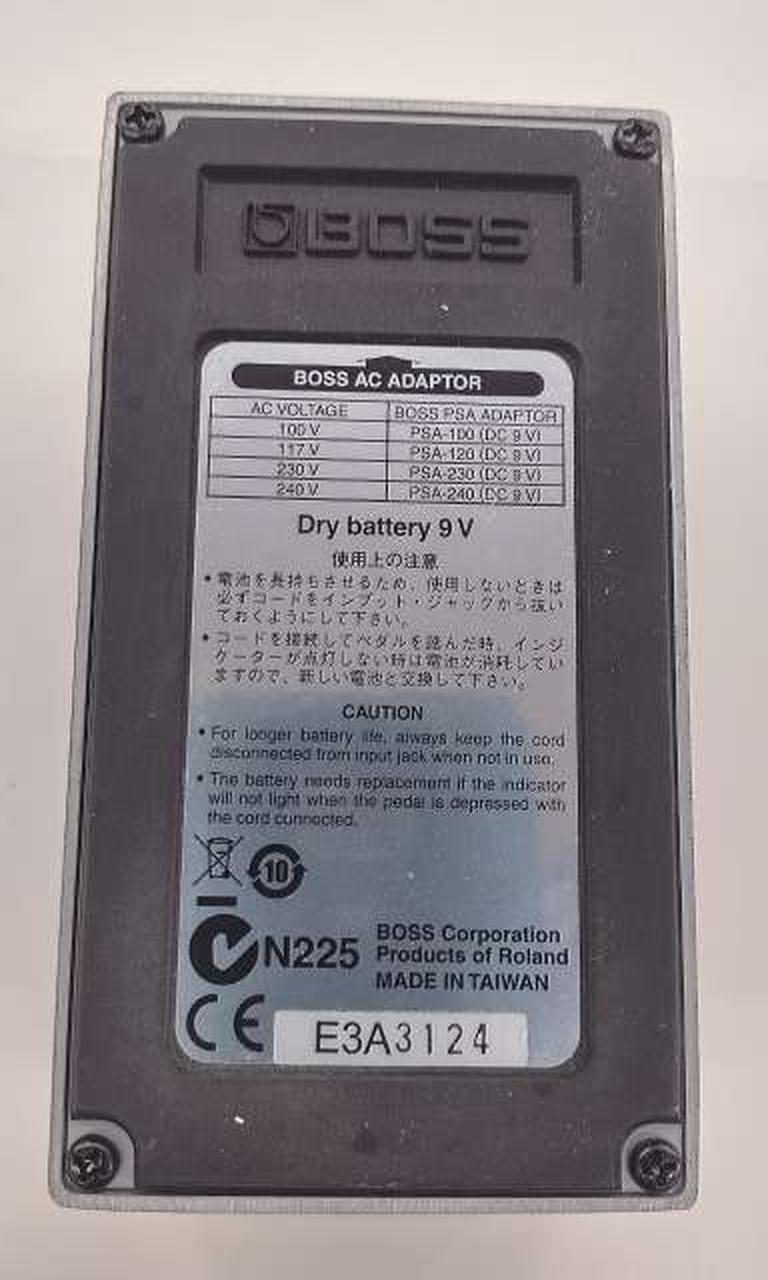 BOSS
BOSS AC ADAPTOR
AC VOLTAGE BOSS PSA ADAPTOR
100 V PSA-100 (DC 9 V)
117 V PSA-120 (DC 9 V)
230 V PSA-230 (DC 9 V)
240 V PSA-240 (DC 9 V)
Dry battery 9 V
使用上の注意
• 電池を長持ちさせるため、使用しないときは
必ずコードをインプット・ジャックから抜い
ておくようにして下さい。
• コードを接続してペダルを踏んだ時、インジ
ケーターが点灯しない時は電池が消耗してい
ますので、新しい電池と交換して下さい。
CAUTION
• For longer battery life, always keep the cord
disconnected from input jack when not in use.
• The battery needs replacement if the indicator
will not light when the pedal is depressed with
the cord connected.
10
N225
BOSS Corporation
Products of Roland
MADE IN TAIWAN
CE
E3A3124